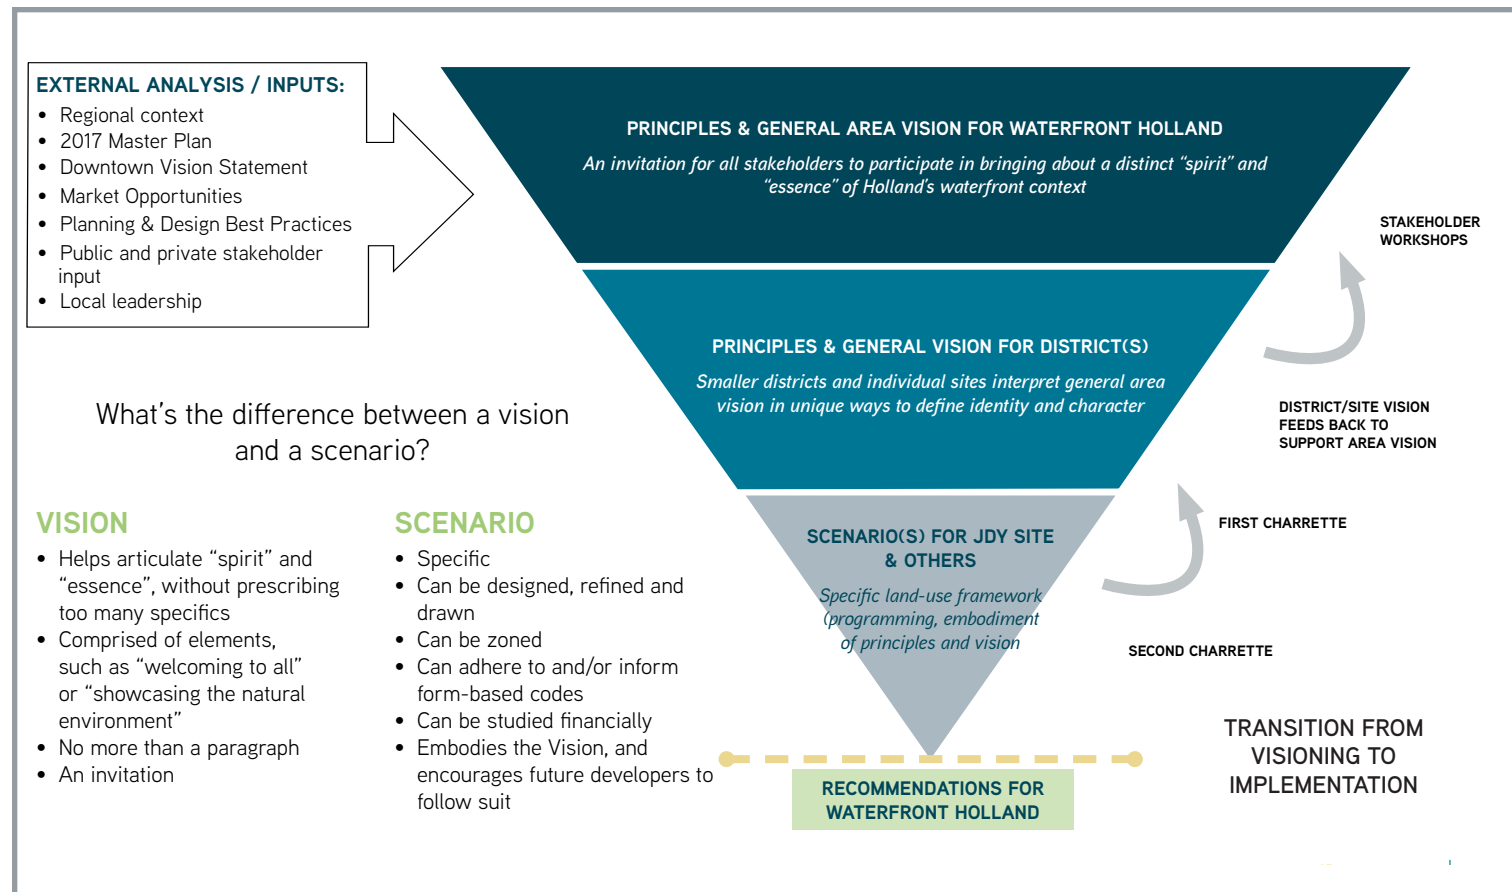 EXTERNAL ANALYSIS / INPUTS:
• Regional context
• 2017 Master Plan
• Downtown Vision Statement
• Market Opportunities
• Planning & Design Best Practices
• Public and private stakeholder
input
• Local leadership
PRINCIPLES & GENERAL AREA VISION FOR WATERFRONT HOLLAND
An invitation for all stakeholders to participate in bringing about a distinct “spirit” and
“essence” of Holland’s waterfront context
STAKEHOLDER
WORKSHOPS
PRINCIPLES & GENERAL VISION FOR DISTRICT(S)
Smaller districts and individual sites interpret general area
vision in unique ways to define identity and character
DISTRICT/SITE VISION
FEEDS BACK TO
SUPPORT AREA VISION
What’s the difference between a vision
and a scenario?
VISION
• Helps articulate “spirit” and
“essence”, without prescribing
too many specifics
• Comprised of elements,
such as “welcoming to all”
or “showcasing the natural
environment”
• No more than a paragraph
• An invitation
SCENARIO
• Specific
• Can be designed, refined and
drawn
• Can be zoned
• Can adhere to and/or inform
form-based codes
• Can be studied financially
• Embodies the Vision, and
encourages future developers to
follow suit
SCENARIO(S) FOR JDY SITE
& OTHERS
Specific land-use framework
(programming, embodiment
of principles and vision
FIRST CHARRETTE
SECOND CHARRETTE
RECOMMENDATIONS FOR
WATERFRONT HOLLAND
TRANSITION FROM
VISIONING TO
IMPLEMENTATION